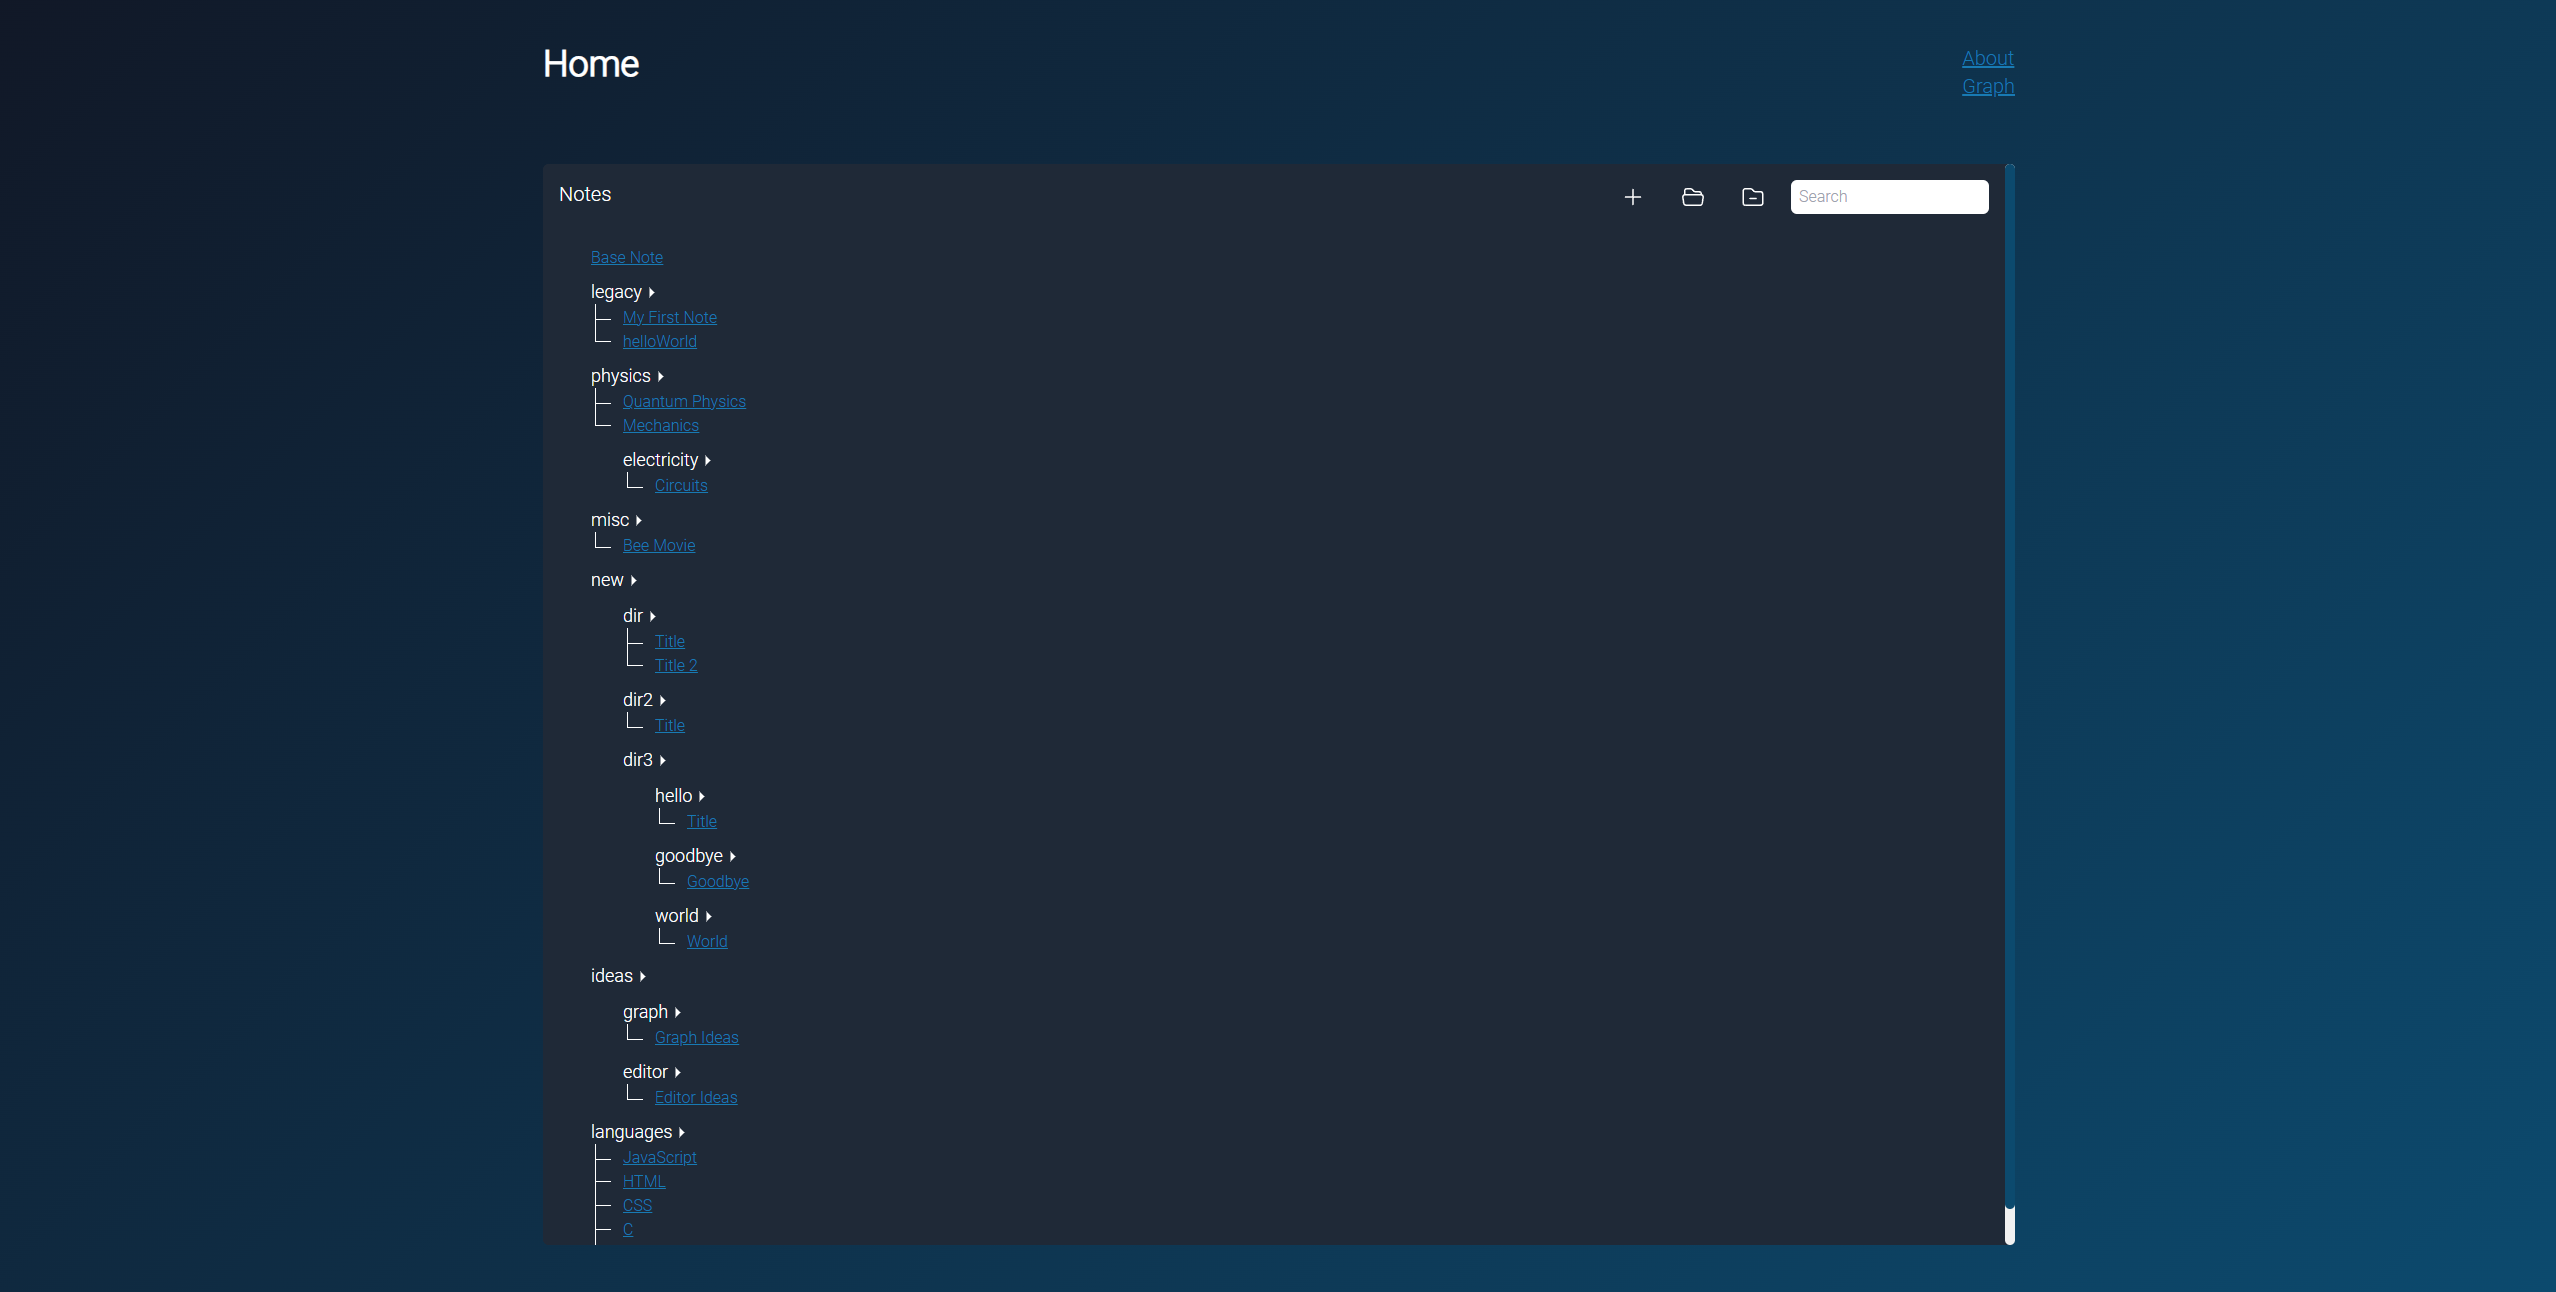 Home
About
Graph
Notes
Search
Base Note
legacy
My First Note
helloWorld
physics
Quantum Physics
Mechanics
electricity
Circuits
misc
Bee Movie
new
dir
Title
Title 2
dir2
Title
dir3
hello
Title
goodbye
Goodbye
world
World
ideas
graph
Graph Ideas
editor
Editor Ideas
languages
JavaScript
HTML
CSS
C